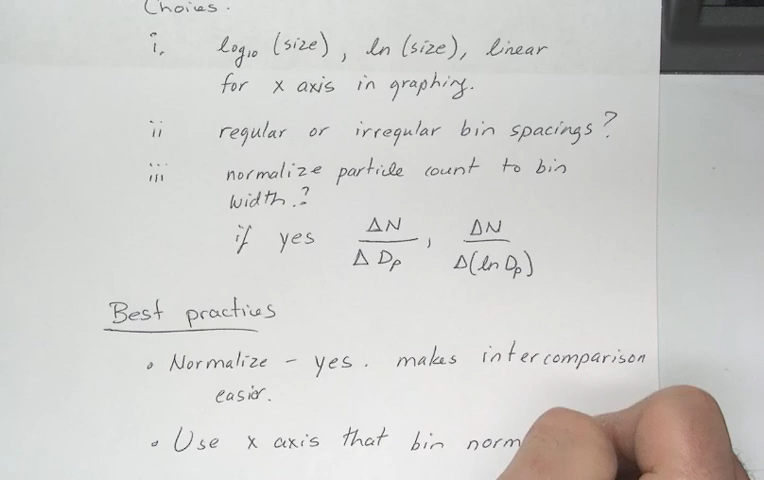 Choices.
i. log10 (size), ln (size), linear
for x axis in graphing.
ii regular or irregular bin spacings?
iii normalize particle count to bin
width.?
if yes ΔN / Δ Dp , ΔN / Δ(ln Dp)
Best practices
• Normalize - yes. makes intercomparison
easier.
• Use x axis that bin norm